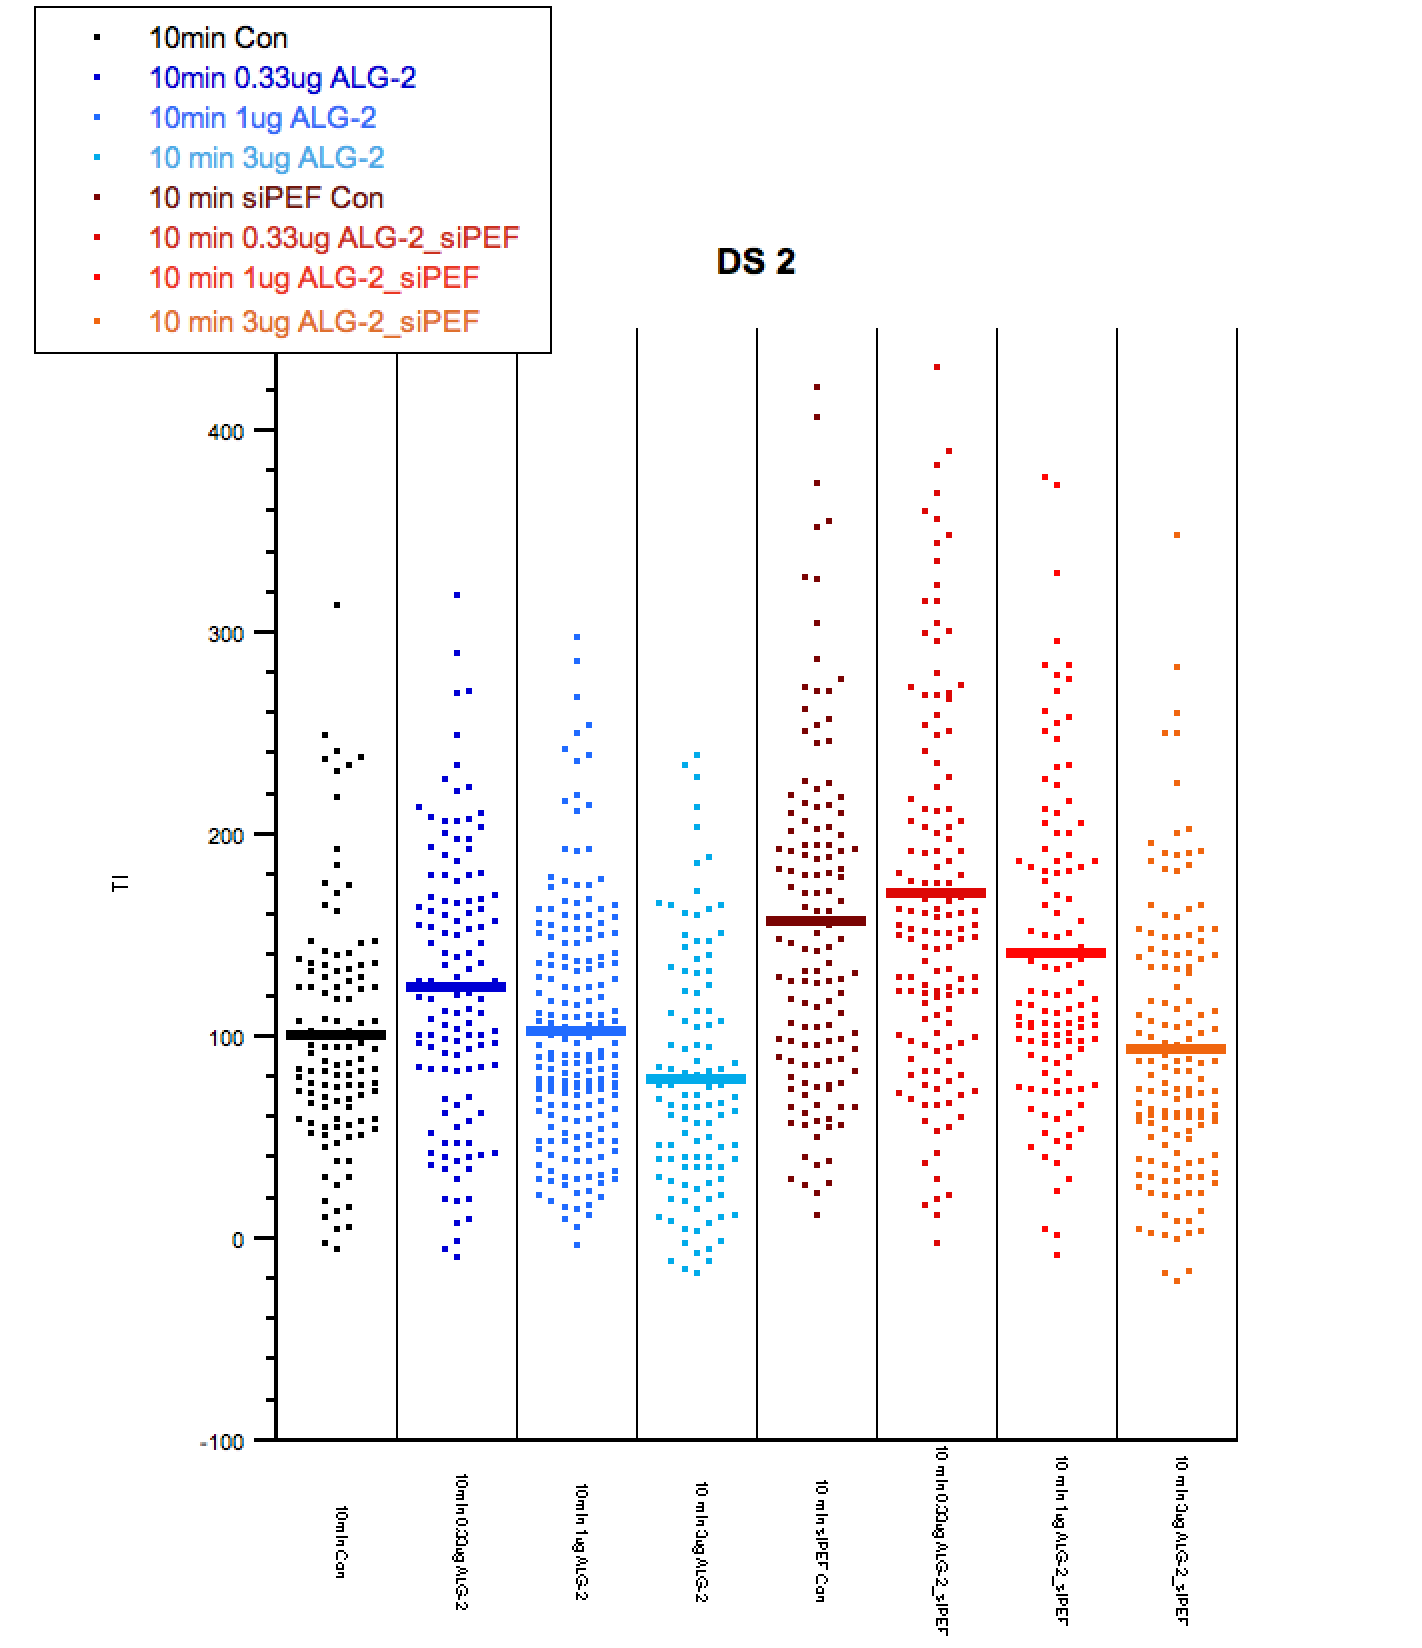 10min Con
10min 0.33ug ALG-2
10min 1ug ALG-2
10 min 3ug ALG-2
10 min siPEF Con
10 min 0.33ug ALG-2_siPEF
10 min 1ug ALG-2_siPEF
10 min 3ug ALG-2_siPEF
DS 2
400
300
200
100
0
-100
TI
10min Con
10min 0.33ug ALG-2
10min 1ug ALG-2
10 min 3ug ALG-2
10 min siPEF Con
10 min 0.33ug ALG-2_siPEF
10 min 1ug ALG-2_siPEF
10 min 3ug ALG-2_siPEF